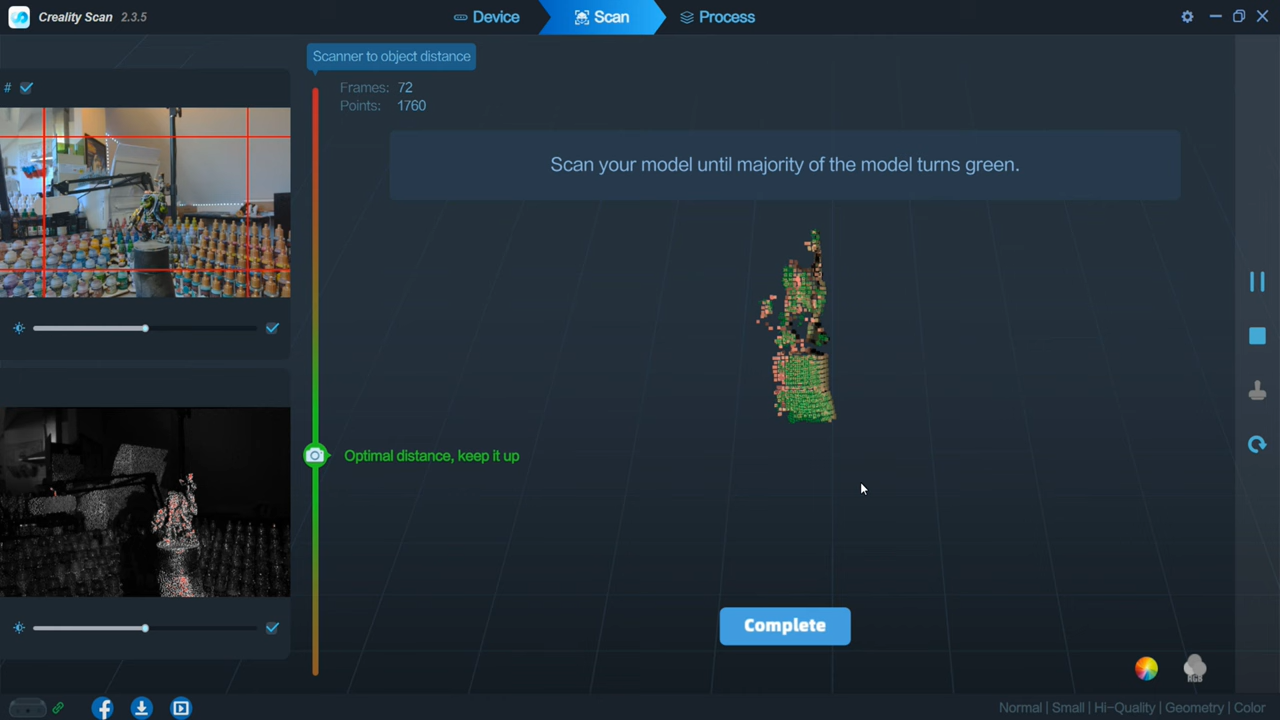 Creality Scan 2.3.5
Device
Scan
Process
Scanner to object distance
#
Frames: 72
Points: 1760
Scan your model until majority of the model turns green.
Optimal distance, keep it up
Complete
RGB
Normal | Small | Hi-Quality | Geometry | Color